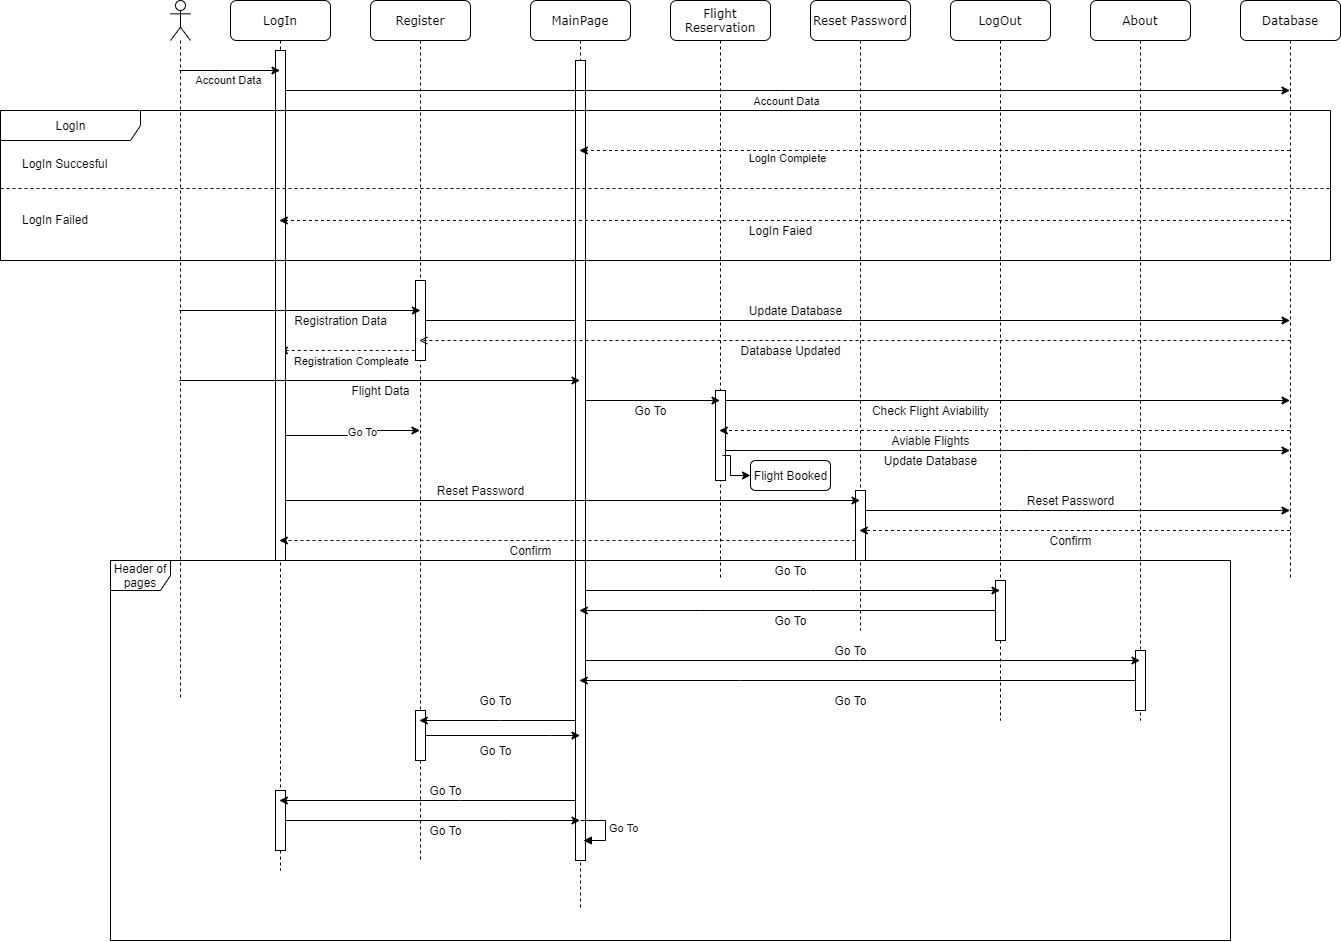 LogIn
Register
MainPage
Flight
Reservation
Reset Password
LogOut
About
Database
Account Data
Account Data
LogIn
LogIn Complete
LogIn Succesful
LogIn Failed
LogIn Faied
Update Database
Registration Data
Database Updated
Registration Compleate
Flight Data
Go To
Check Flight Aviability
Go To
Aviable Flights
Update Database
Flight Booked
Reset Password
Reset Password
Confirm
Confirm
Header of
pages
Go To
Go To
Go To
Go To
Go To
Go To
Go To
Go To
Go To